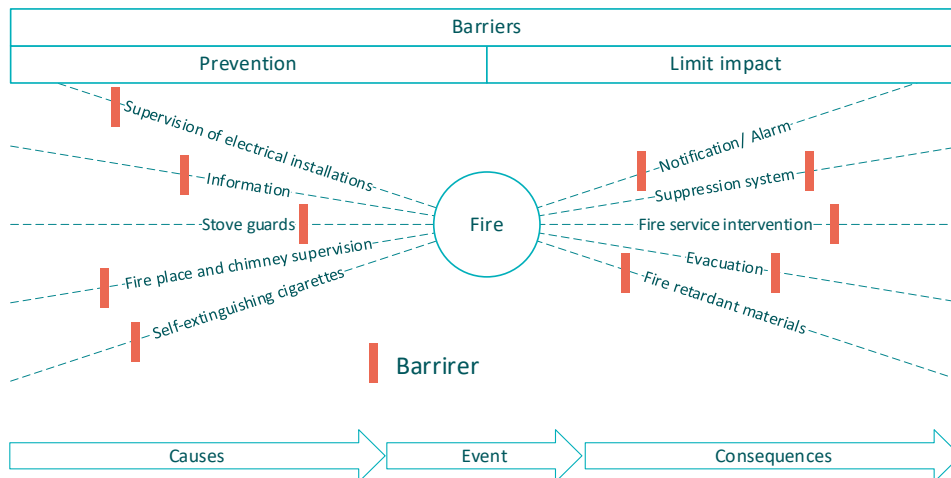 Barriers
Prevention
Limit impact
Supervision of electrical installations
Information
Stove guards
Fire place and chimney supervision
Self-extinguishing cigarettes
Fire
Notification/ Alarm
Suppression system
Fire service intervention
Evacuation
Fire retardant materials
Barrirer
Causes
Event
Consequences